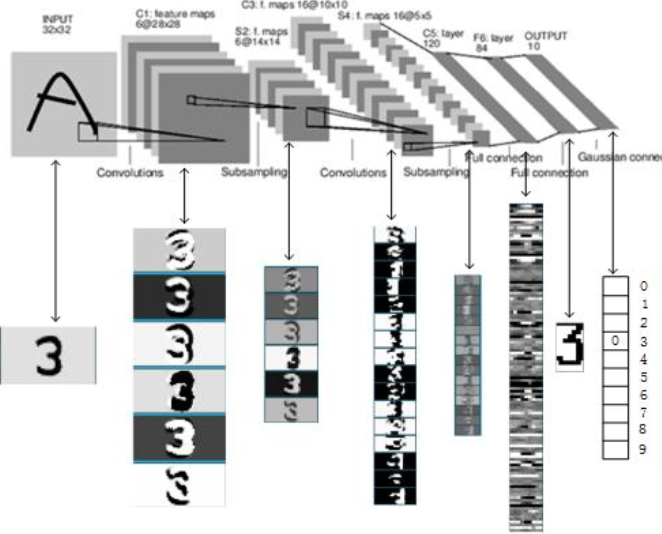 INPUT
32x32
C1: feature maps
6@28x28
S2: f. maps
6@14x14
C3: f. maps 16@10x10
S4: f. maps 16@5x5
C5: layer
120
F6: layer
84
OUTPUT
10
Convolutions
Subsampling
Convolutions
Subsampling
Full connection
Full connection
Gaussian connec
3
3
0
0
1
2
3
4
5
6
7
8
9